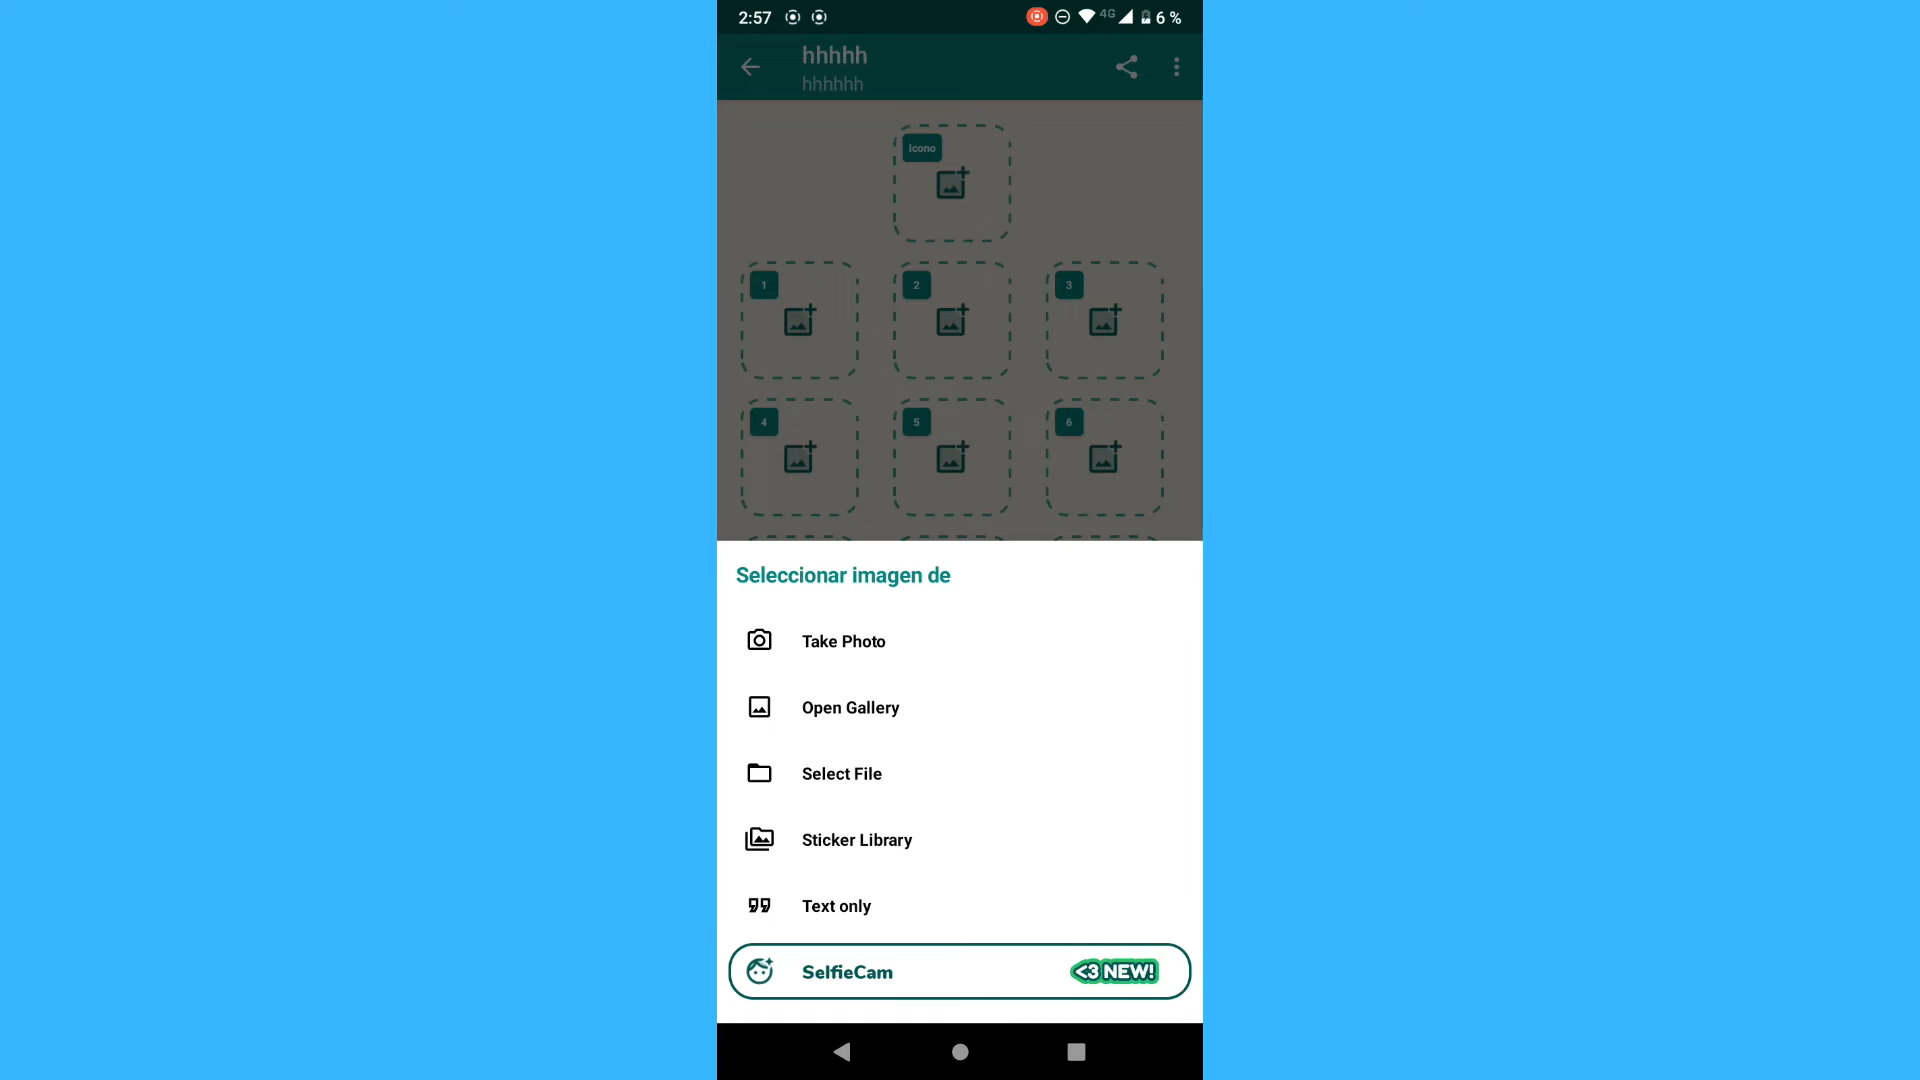 2:57 4G 6 %
hhhhh
hhhhhh
Icono
1 2 3
4 5 6
Seleccionar imagen de
Take Photo
Open Gallery
Select File
Sticker Library
Text only
SelfieCam <3 NEW!